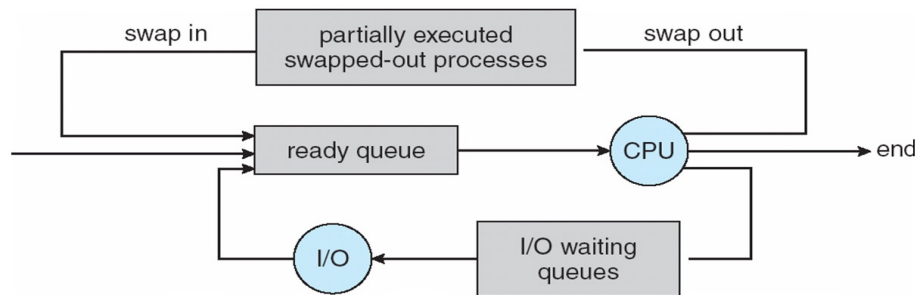 swap in
partially executed
swapped-out processes
swap out
ready queue
CPU
end
I/O
I/O waiting
queues